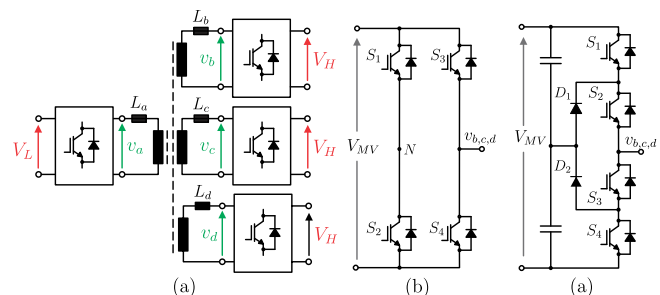 L_b
v_b
V_H
L_a
V_L
v_a
L_c
v_c
V_H
L_d
v_d
V_H
(a)
S_1
S_3
V_MV
N
v_b,c,d
S_2
S_4
(b)
S_1
D_1
S_2
V_MV
v_b,c,d
D_2
S_3
S_4
(a)